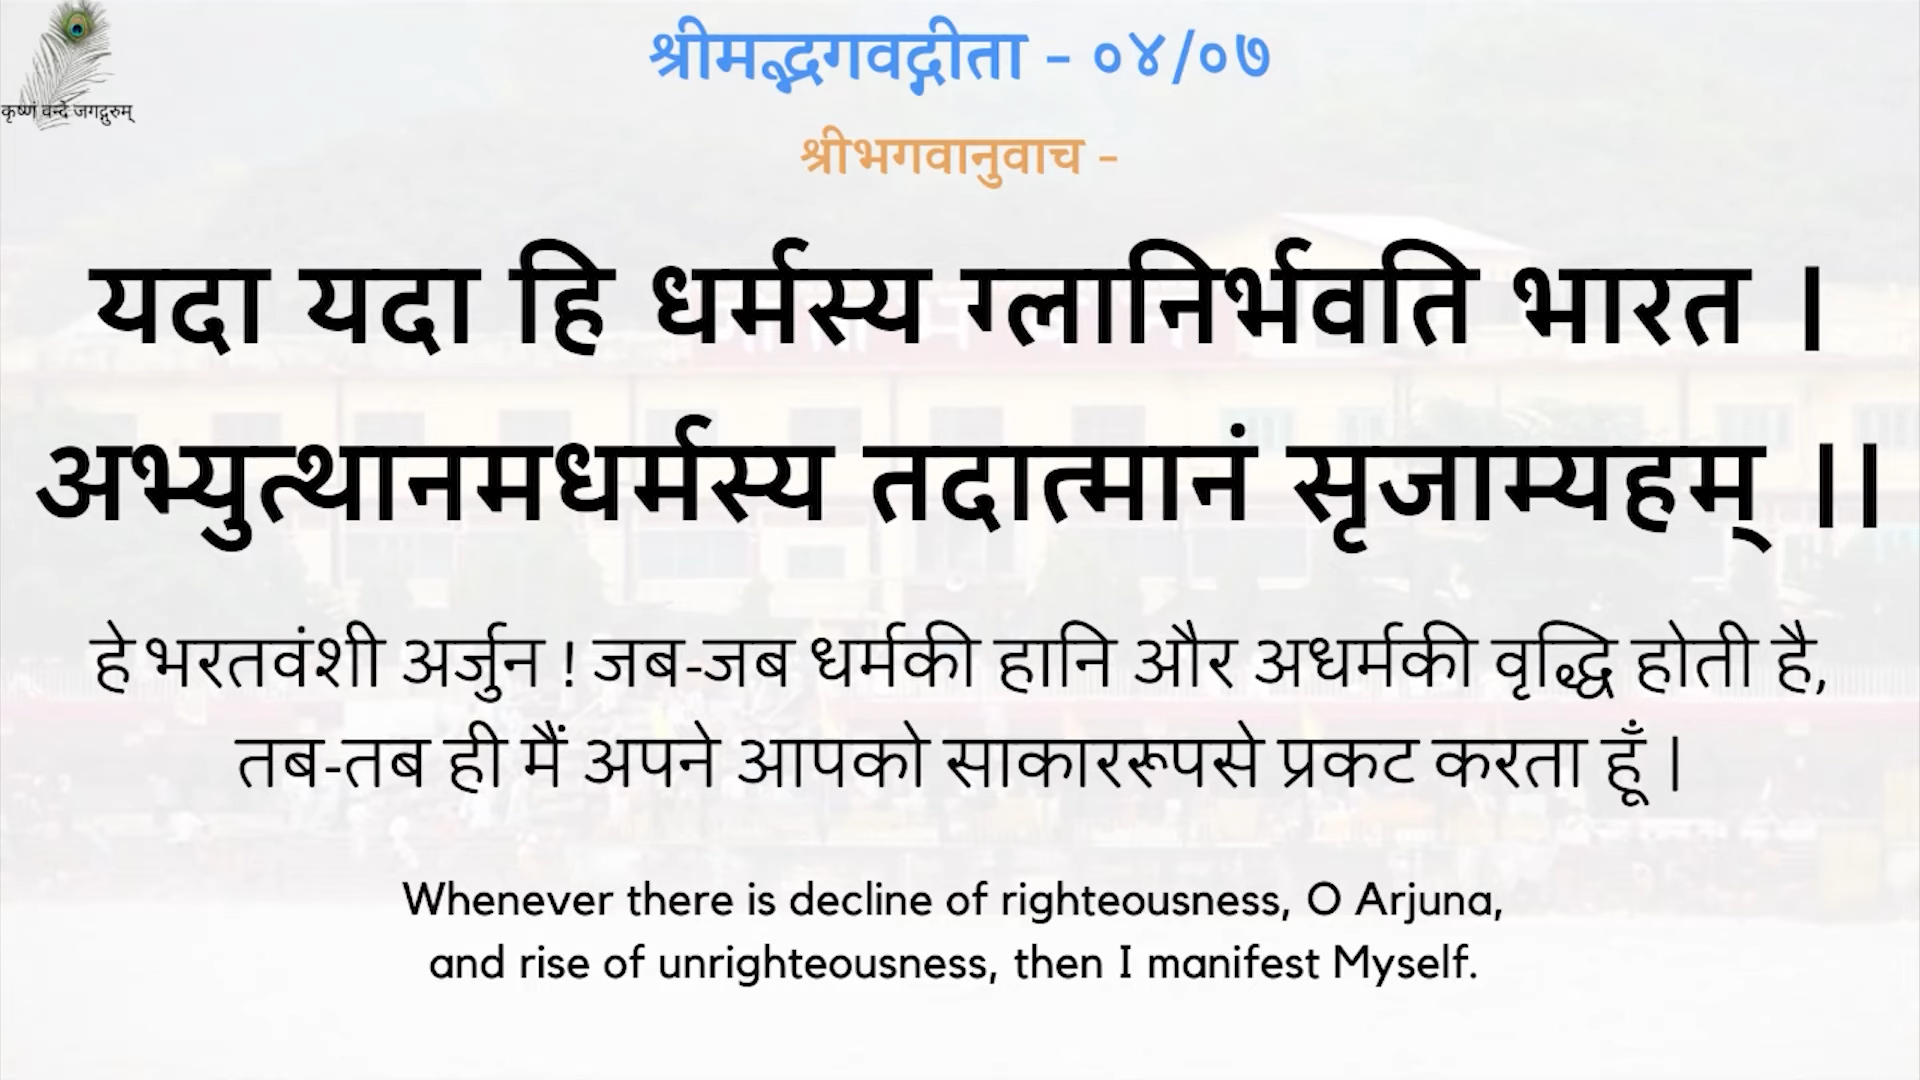 कृष्णं वन्दे जगद्गुरुम्
श्रीमद्भगवद्गीता - ०४/०७
श्रीभगवानुवाच -
यदा यदा हि धर्मस्य ग्लानिर्भवति भारत ।
अभ्युत्थानमधर्मस्य तदात्मानं सृजाम्यहम् ।।
हे भरतवंशी अर्जुन ! जब-जब धर्मकी हानि और अधर्मकी वृद्धि होती है,
तब-तब ही मैं अपने आपको साकाररूपसे प्रकट करता हूँ |
Whenever there is decline of righteousness, O Arjuna,
and rise of unrighteousness, then I manifest Myself.